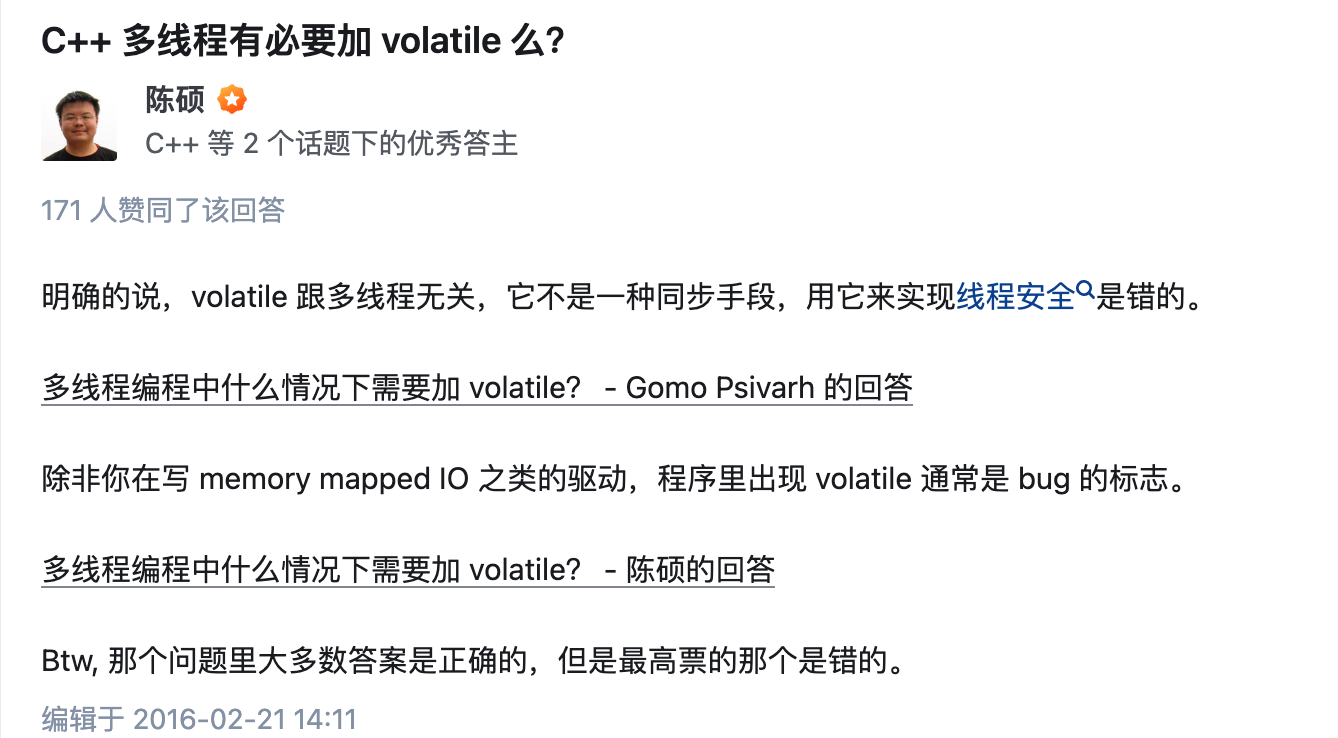 C++ 多线程有必要加 volatile 么?
陈硕
C++ 等 2 个话题下的优秀答主
171 人赞同了该回答
明确的说，volatile 跟多线程无关，它不是一种同步手段，用它来实现线程安全是错的。
多线程编程中什么情况下需要加 volatile? - Gomo Psivarh 的回答
除非你在写 memory mapped IO 之类的驱动，程序里出现 volatile 通常是 bug 的标志。
多线程编程中什么情况下需要加 volatile? - 陈硕的回答
Btw, 那个问题里大多数答案是正确的，但是最高票的那个是错的。
编辑于 2016-02-21 14:11